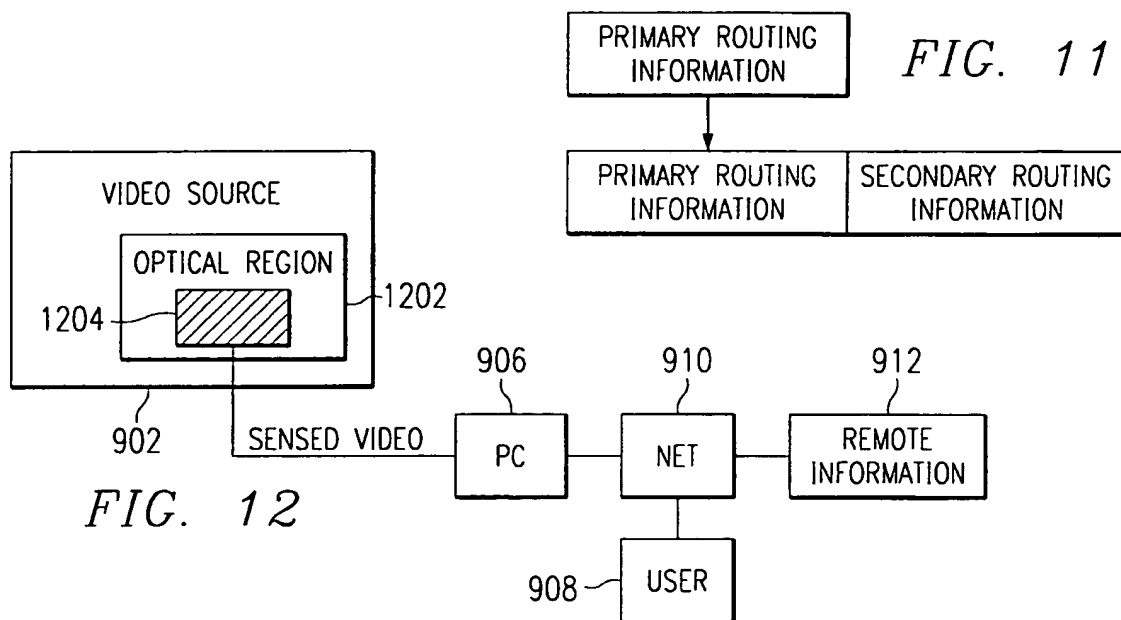 PRIMARY ROUTING
INFORMATION
FIG. 11
PRIMARY ROUTING
INFORMATION
SECONDARY ROUTING
INFORMATION
VIDEO SOURCE
OPTICAL REGION
1204
1202
902
SENSED VIDEO
906
PC
910
NET
912
REMOTE
INFORMATION
908
USER
FIG. 12